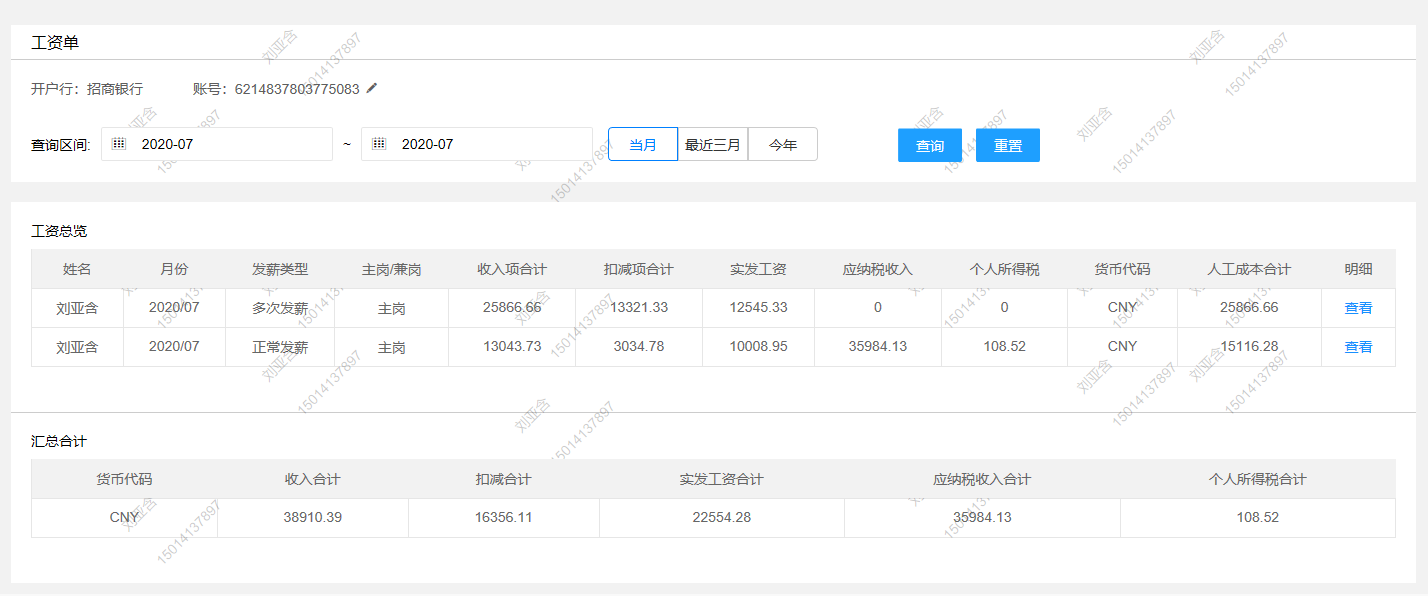 工资单
开户行：招商银行 账号：6214837803775083
查询区间: 2020-07 ~ 2020-07 当月 最近三月 今年 查询 重置
工资总览
姓名 月份 发薪类型 主岗/兼岗 收入项合计 扣减项合计 实发工资 应纳税收入 个人所得税 货币代码 人工成本合计 明细
刘亚含 2020/07 多次发薪 主岗 25866.66 13321.33 12545.33 0 0 CNY 25866.66 查看
刘亚含 2020/07 正常发薪 主岗 13043.73 3034.78 10008.95 35984.13 108.52 CNY 15116.28 查看
汇总合计
货币代码 收入合计 扣减合计 实发工资合计 应纳税收入合计 个人所得税合计
CNY 38910.39 16356.11 22554.28 35984.13 108.52
刘亚含 15014137897